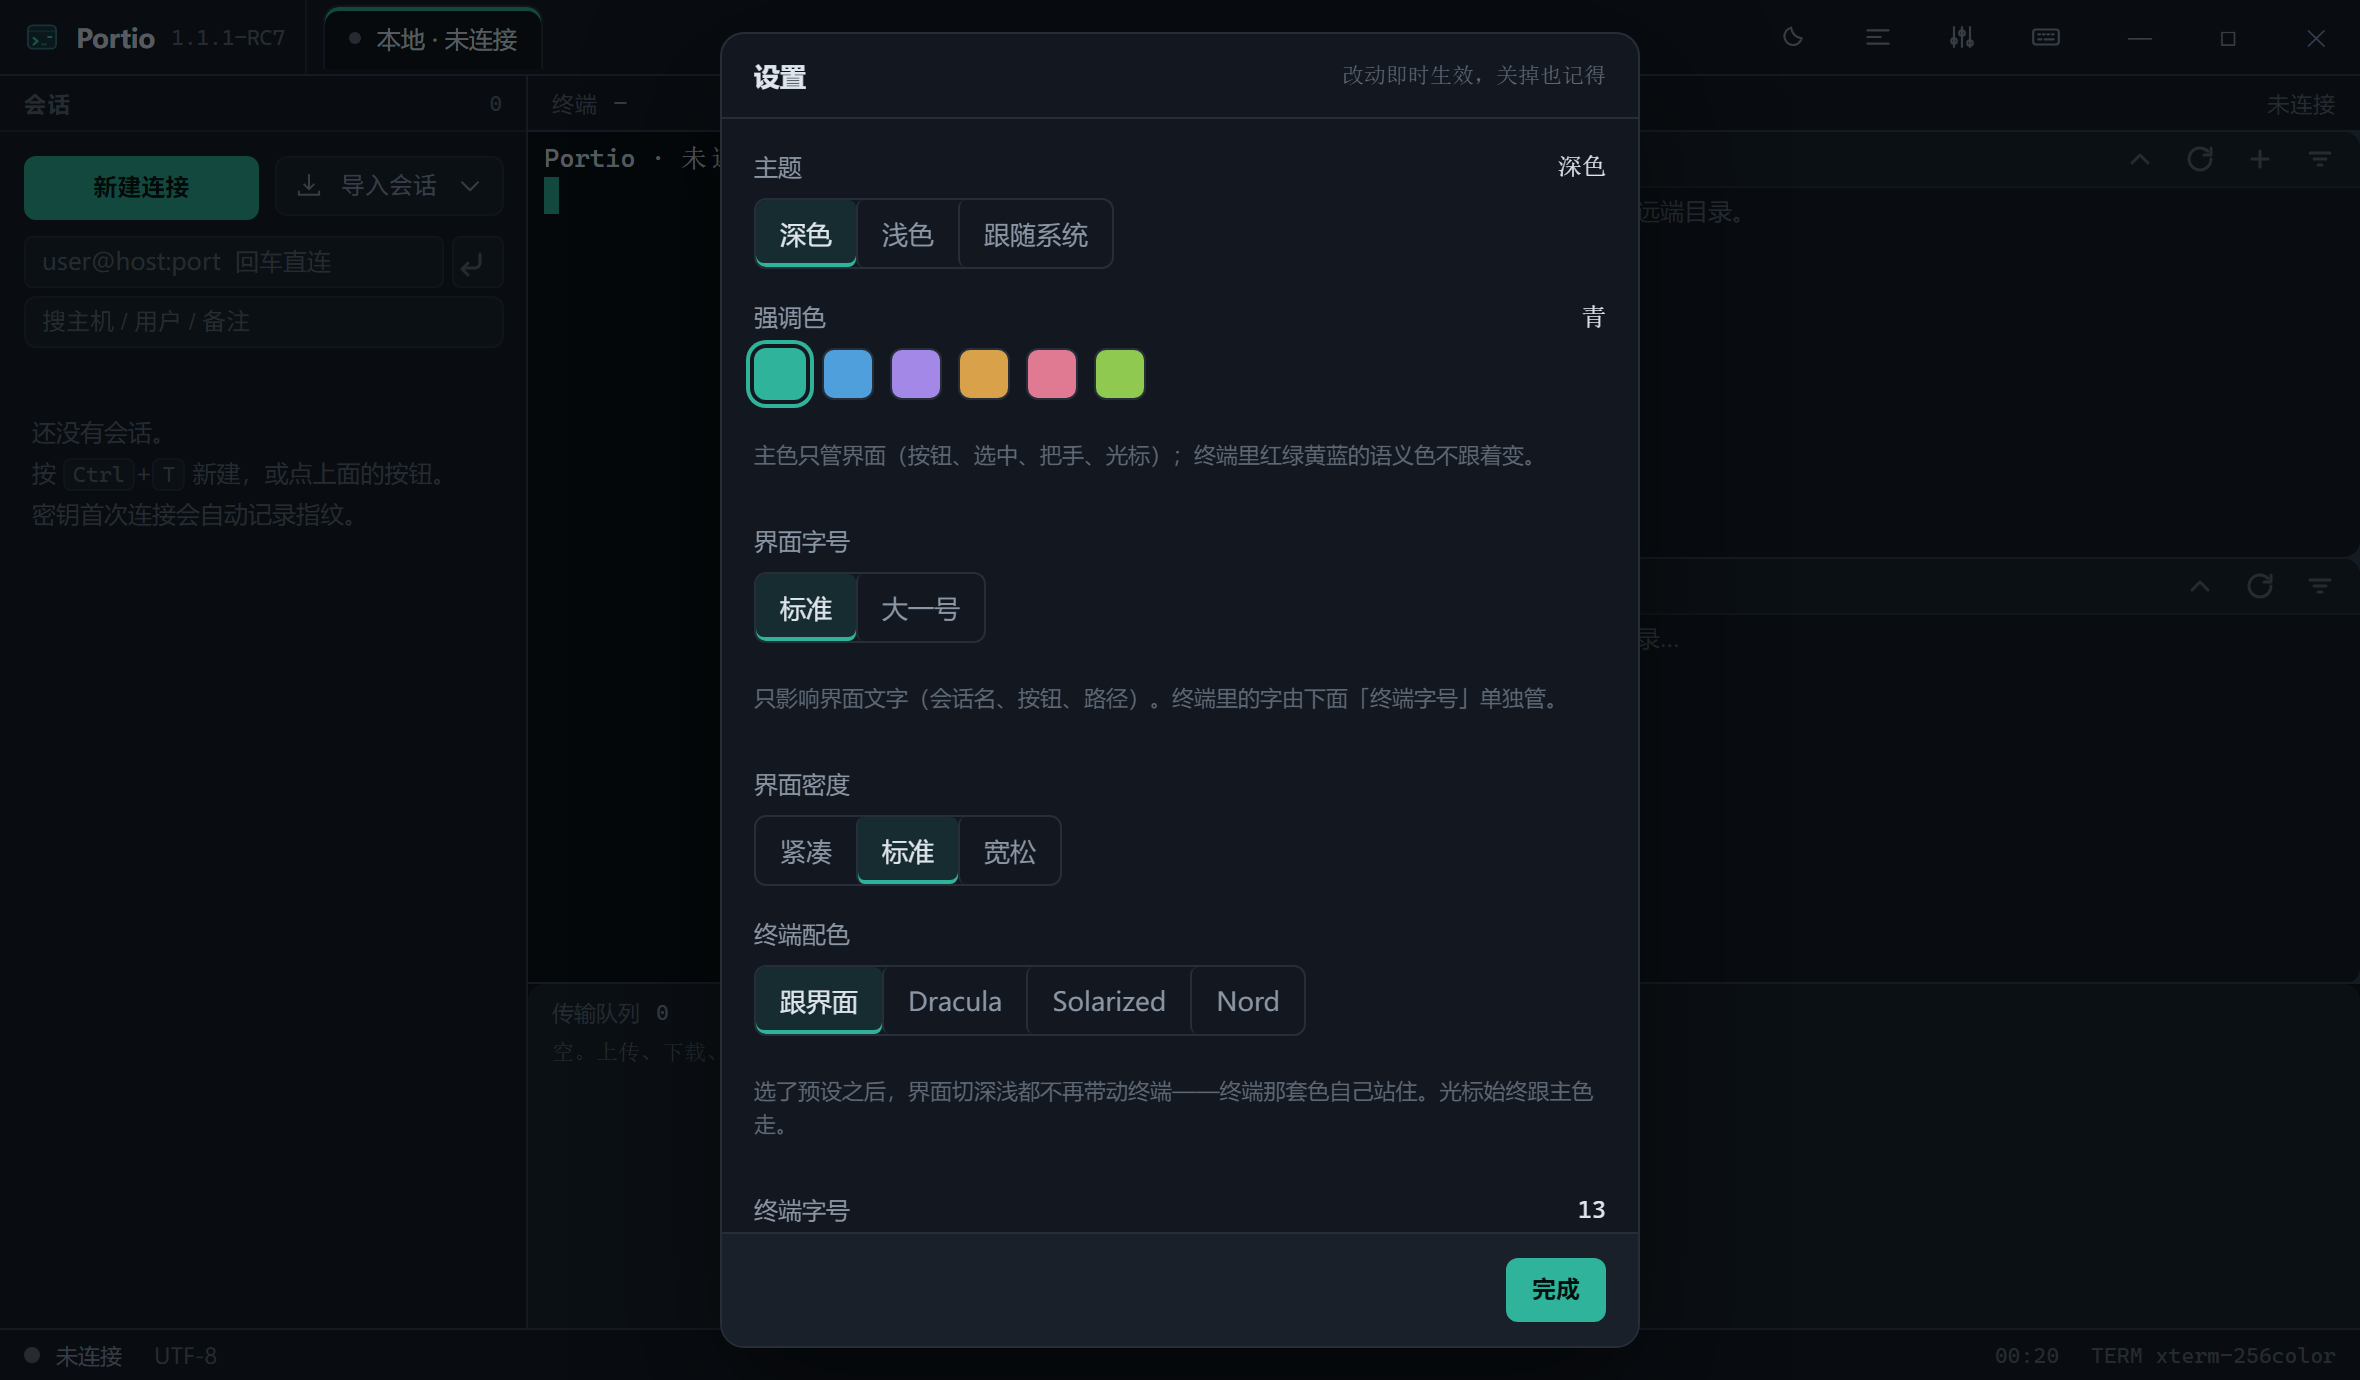 Portio 1.1.1-RC7
本地 · 未连接
会话 0
终端 —
未连接
新建连接
导入会话
user@host:port 回车直连
搜主机 / 用户 / 备注
还没有会话。
按 Ctrl+T 新建，或点上面的按钮。
密钥首次连接会自动记录指纹。
Portio · 未
远端目录。
录...
传输队列 0
空。上传、下载、
设置
改动即时生效，关掉也记得
主题 深色
深色 浅色 跟随系统
强调色 青
主色只管界面（按钮、选中、把手、光标）；终端里红绿黄蓝的语义色不跟着变。
界面字号
标准 大一号
只影响界面文字（会话名、按钮、路径）。终端里的字由下面「终端字号」单独管。
界面密度
紧凑 标准 宽松
终端配色
跟界面 Dracula Solarized Nord
选了预设之后，界面切深浅都不再带动终端——终端那套色自己站住。光标始终跟主色
走。
终端字号 13
完成
未连接 UTF-8
00:20 TERM xterm-256color